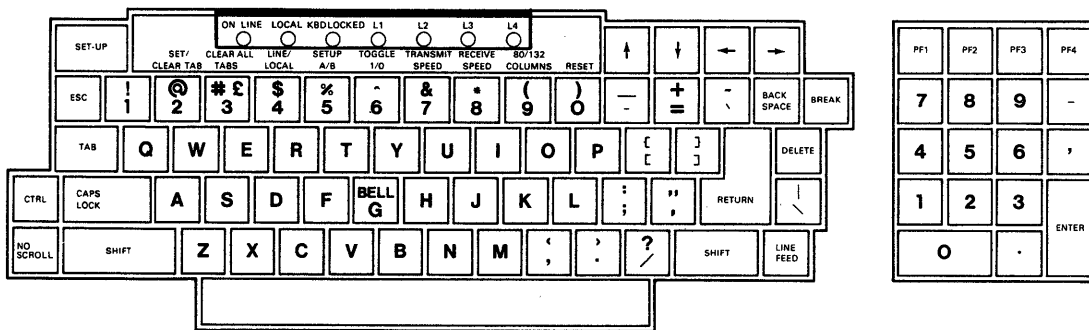 ON LINE LOCAL KBD LOCKED L1 L2 L3 L4
SET-UP
SET/ CLEAR ALL LINE/ SETUP TOGGLE TRANSMIT RECEIVE 80/132
CLEAR TAB TABS LOCAL A/B 1/0 SPEED SPEED COLUMNS RESET
↑ ↓ ← →
PF1 PF2 PF3 PF4
ESC ! @ # £ $ % ^ & * ( ) — + ~ BACK SPACE BREAK
1 2 3 4 5 6 7 8 9 0 - = \
7 8 9 -
TAB Q W E R T Y U I O P { [ } ] DELETE
4 5 6 ,
CTRL CAPS LOCK A S D F BELL G H J K L : ; " , RETURN | \
1 2 3 ENTER
NO SCROLL SHIFT Z X C V B N M ‹ , › . ? / SHIFT LINE FEED
0 .